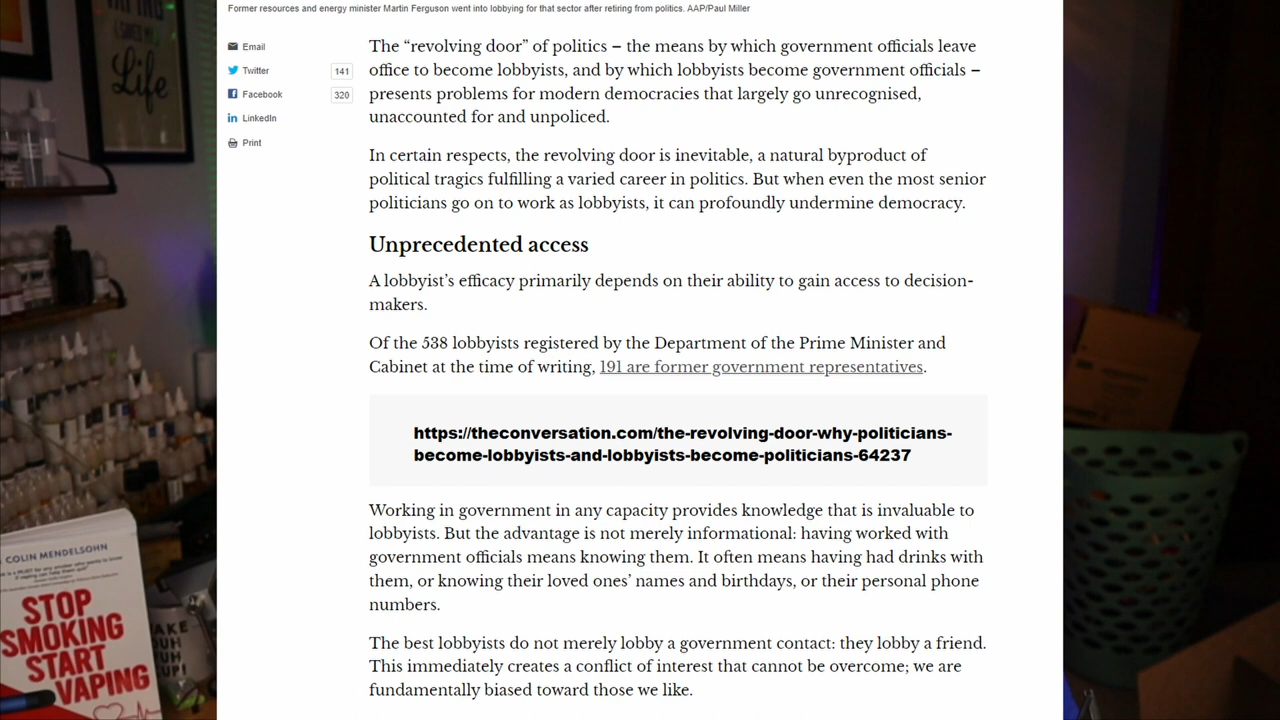 Former resources and energy minister Martin Ferguson went into lobbying for that sector after retiring from politics. AAP/Paul Miller
Email
Twitter 141
Facebook 320
LinkedIn
Print
The “revolving door” of politics – the means by which government officials leave
office to become lobbyists, and by which lobbyists become government officials –
presents problems for modern democracies that largely go unrecognised,
unaccounted for and unpoliced.
In certain respects, the revolving door is inevitable, a natural byproduct of
political tragics fulfilling a varied career in politics. But when even the most senior
politicians go on to work as lobbyists, it can profoundly undermine democracy.
Unprecedented access
A lobbyist’s efficacy primarily depends on their ability to gain access to decision-
makers.
Of the 538 lobbyists registered by the Department of the Prime Minister and
Cabinet at the time of writing, 191 are former government representatives.
https://theconversation.com/the-revolving-door-why-politicians-
become-lobbyists-and-lobbyists-become-politicians-64237
Working in government in any capacity provides knowledge that is invaluable to
lobbyists. But the advantage is not merely informational: having worked with
government officials means knowing them. It often means having had drinks with
them, or knowing their loved ones’ names and birthdays, or their personal phone
numbers.
The best lobbyists do not merely lobby a government contact: they lobby a friend.
This immediately creates a conflict of interest that cannot be overcome; we are
fundamentally biased toward those we like.
Life
COLIN MENDELSOHN
STOP
SMOKING
START
VAPING